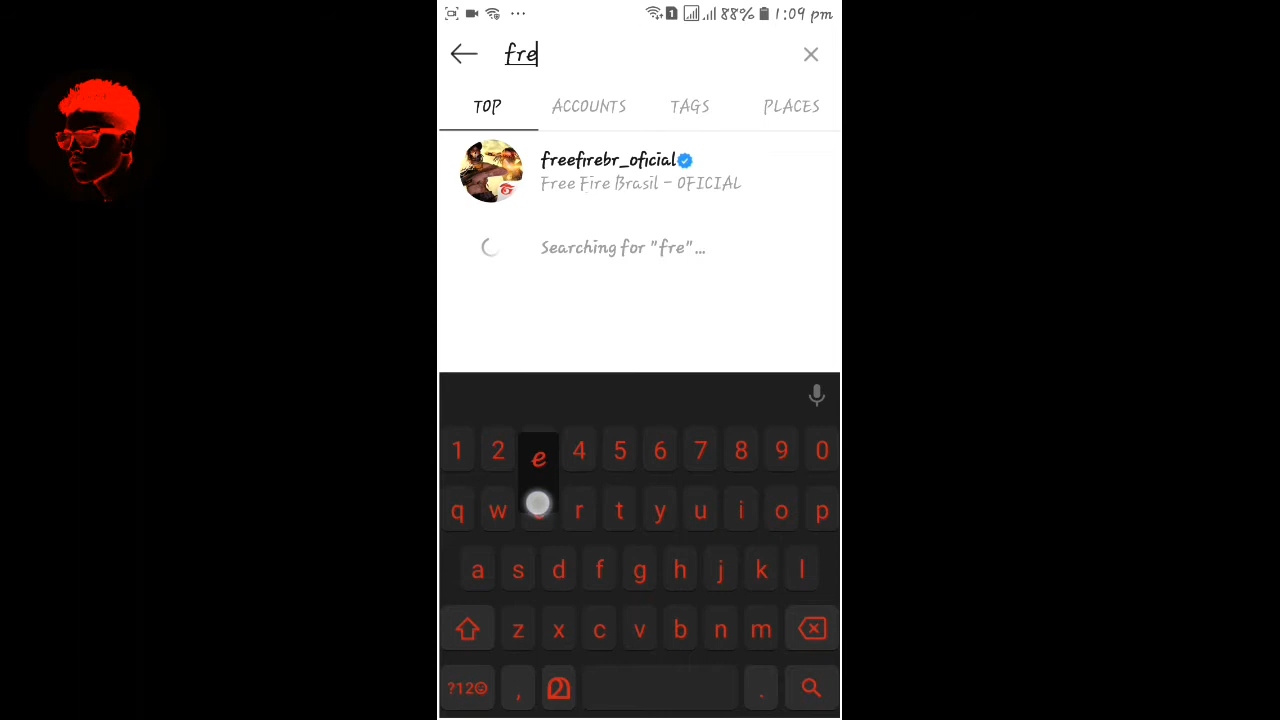 1 88% 1:09 pm
fre
TOP ACCOUNTS TAGS PLACES
freefirebr_oficial
Free Fire Brasil - OFICIAL
Searching for "fre"...
e
1 2 4 5 6 7 8 9 0
q w r t y u i o p
a s d f g h j k l
z x c v b n m
?12☺ , മ .